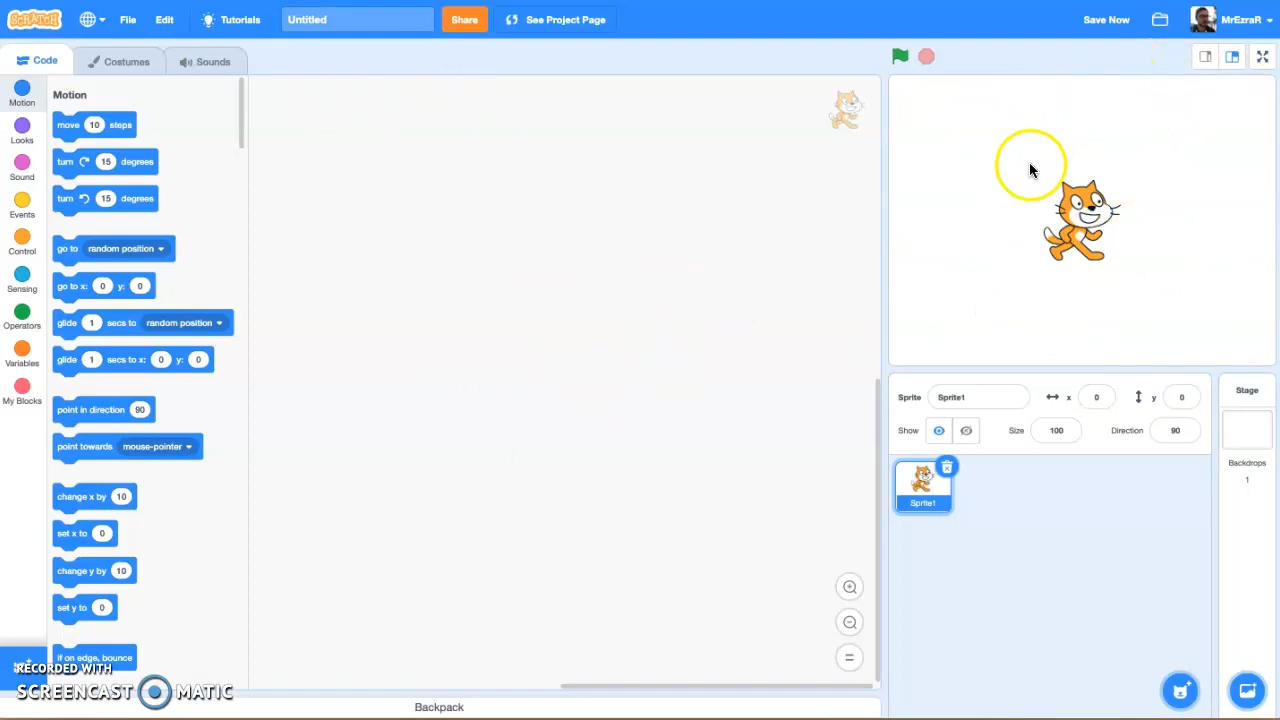 SCRATCH
File
Edit
Tutorials
Untitled
Share
See Project Page
Save Now
MrEzraR
Code
Costumes
Sounds
Motion
Looks
Sound
Events
Control
Sensing
Operators
Variables
My Blocks
Motion
move 10 steps
turn 15 degrees
turn 15 degrees
go to random position
go to x: 0 y: 0
glide 1 secs to random position
glide 1 secs to x: 0 y: 0
point in direction 90
point towards mouse-pointer
change x by 10
set x to 0
change y by 10
set y to 0
if on edge, bounce
RECORDED WITH
SCREENCAST MATIC
Backpack
Sprite Sprite1 x 0 y 0
Show Size 100 Direction 90
Sprite1
Stage
Backdrops
1